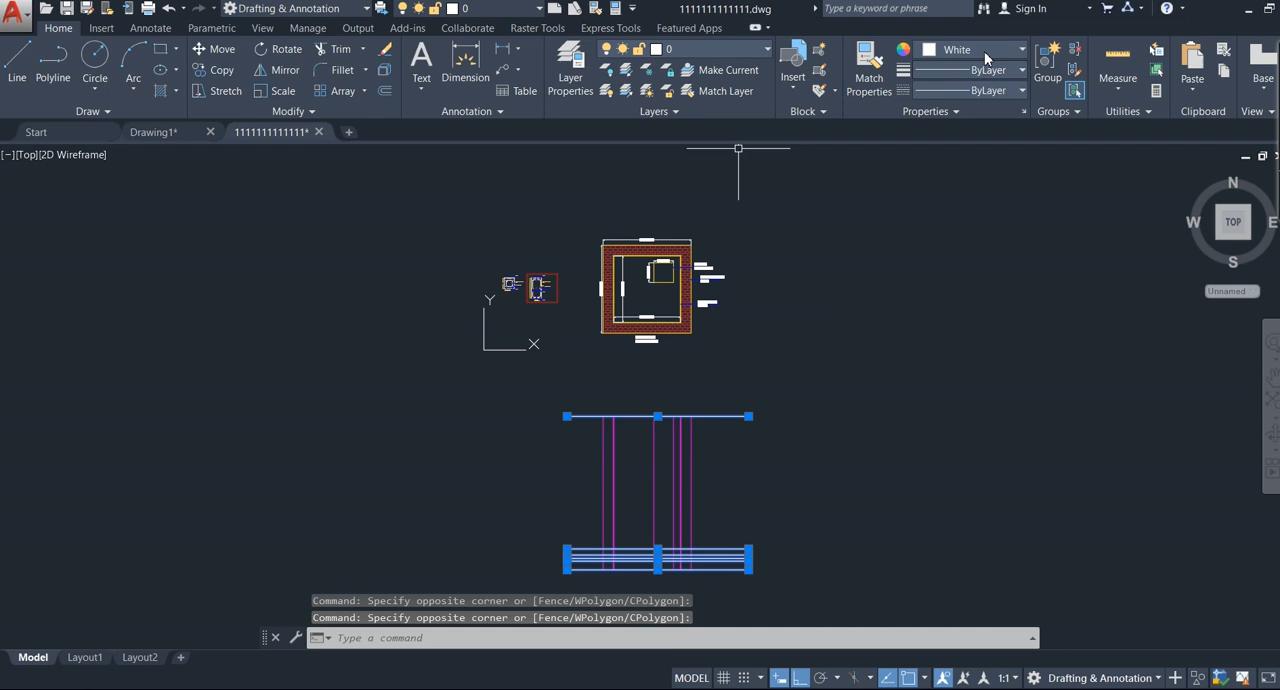 Drafting & Annotation
0
1111111111111.dwg
Type a keyword or phrase
Sign In
Home
Insert
Annotate
Parametric
View
Manage
Output
Add-ins
Collaborate
Raster Tools
Express Tools
Featured Apps
Line
Polyline
Circle
Arc
Move
Rotate
Trim
Copy
Mirror
Fillet
Stretch
Scale
Array
Text
Dimension
Table
Layer
Properties
0
Make Current
Match Layer
Insert
Match
Properties
White
ByLayer
ByLayer
Group
Measure
Paste
Base
Draw
Modify
Annotation
Layers
Block
Properties
Groups
Utilities
Clipboard
View
Start
Drawing1*
1111111111111*
[−][Top][2D Wireframe]
N
W
TOP
E
S
Unnamed
Y
X
Command: Specify opposite corner or [Fence/WPolygon/CPolygon]:
Command: Specify opposite corner or [Fence/WPolygon/CPolygon]:
Type a command
Model
Layout1
Layout2
MODEL
1:1
Drafting & Annotation